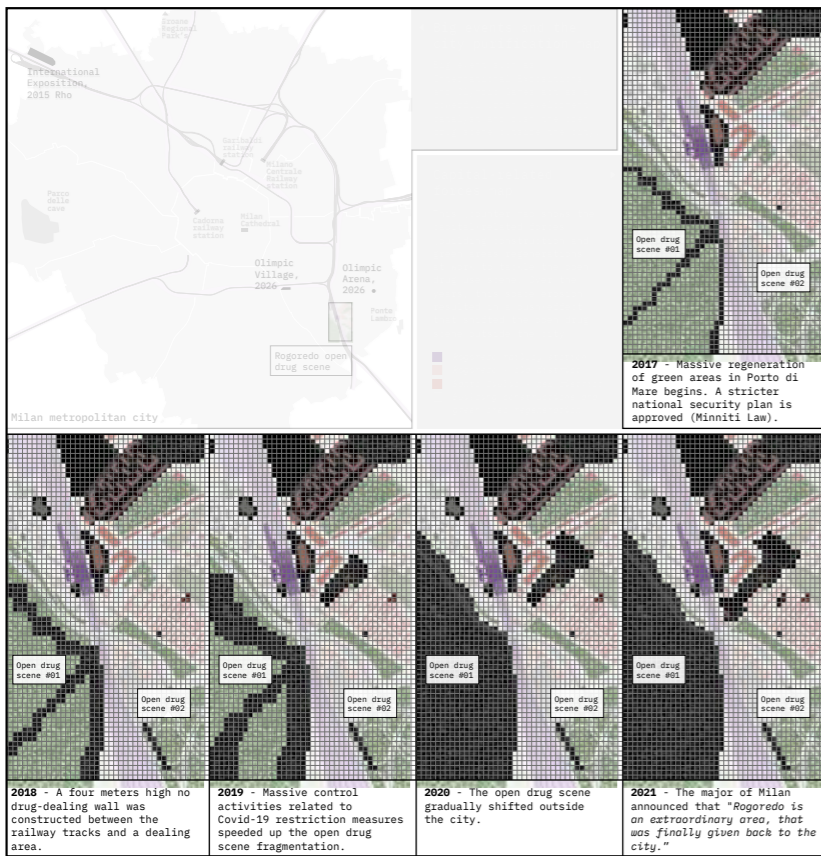 Erbose
Regional
Park's
International
Exposition,
2015 Rho
Garibaldi
railway
station
Milano
Centrale
Railway
station
Parco
delle
cave
Cadorna
railway
station
Milan
Cathedral
Olimpic
Village,
2026
Olimpic
Arena,
2026
Ponte
Lambro
Rogoredo open
drug scene
Milan metropolitan city
Open drug
scene #01
Open drug
scene #02
2017 - Massive regeneration
of green areas in Porto di
Mare begins. A stricter
national security plan is
approved (Minniti Law).
Open drug
scene #01
Open drug
scene #02
2018 - A four meters high no
drug-dealing wall was
constructed between the
railway tracks and a dealing
area.
Open drug
scene #01
Open drug
scene #02
2019 - Massive control
activities related to
Covid-19 restriction measures
speeded up the open drug
scene fragmentation.
Open drug
scene #01
Open drug
scene #02
2020 - The open drug scene
gradually shifted outside
the city.
Open drug
scene #01
Open drug
scene #02
2021 - The major of Milan
announced that "Rogoredo is
an extraordinary area, that
was finally given back to the
city."